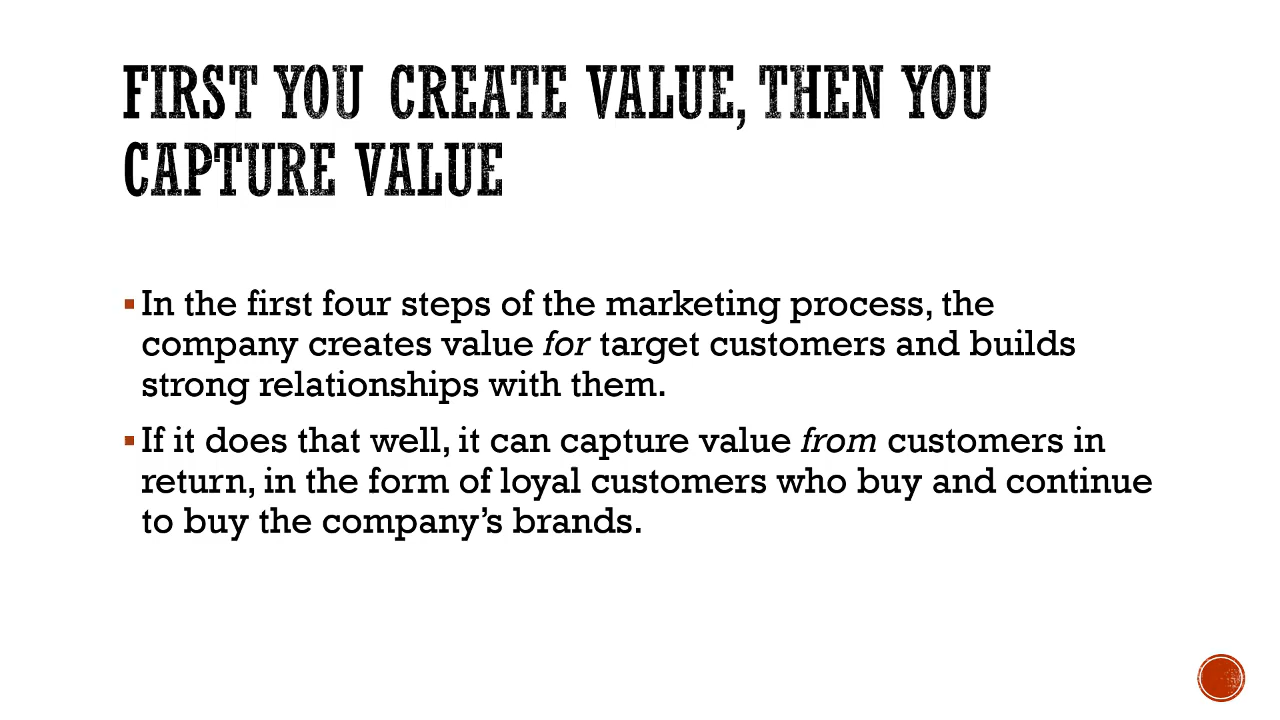 FIRST YOU CREATE VALUE, THEN YOU
CAPTURE VALUE
▪ In the first four steps of the marketing process, the
company creates value for target customers and builds
strong relationships with them.
▪ If it does that well, it can capture value from customers in
return, in the form of loyal customers who buy and continue
to buy the company’s brands.